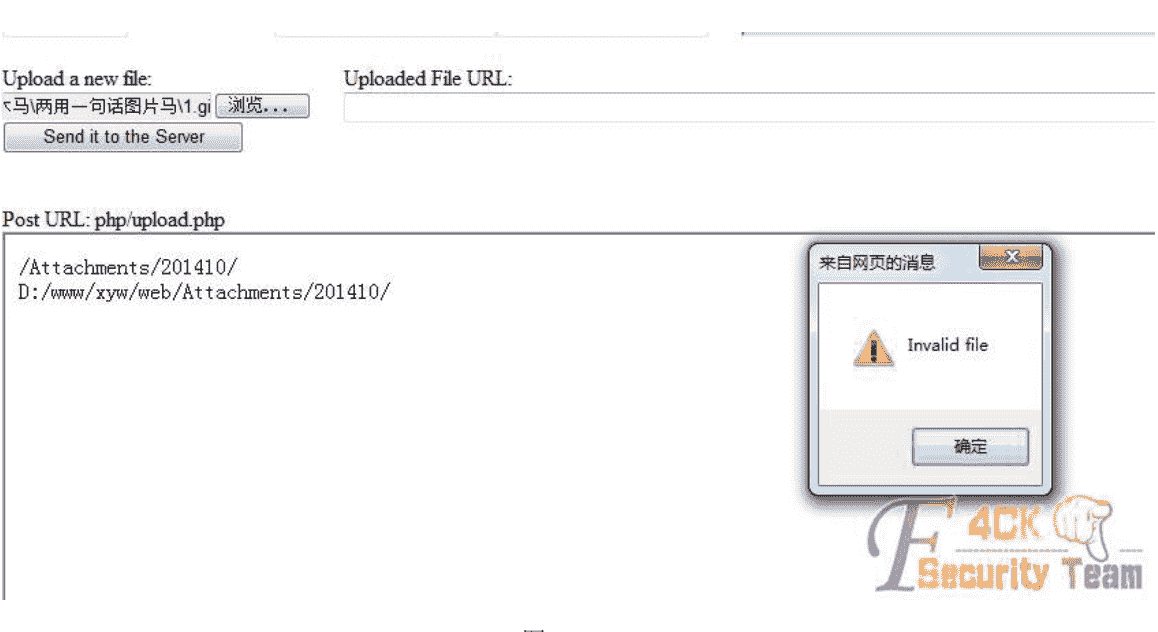 Upload a new file:
Uploaded File URL:
马\两用一句话图片马\1.gi
浏览...
Send it to the Server
Post URL: php/upload.php
/Attachments/201410/
D:/www/xyw/web/Attachments/201410/
来自网页的消息
Invalid file
确定
F4CK
Security Team